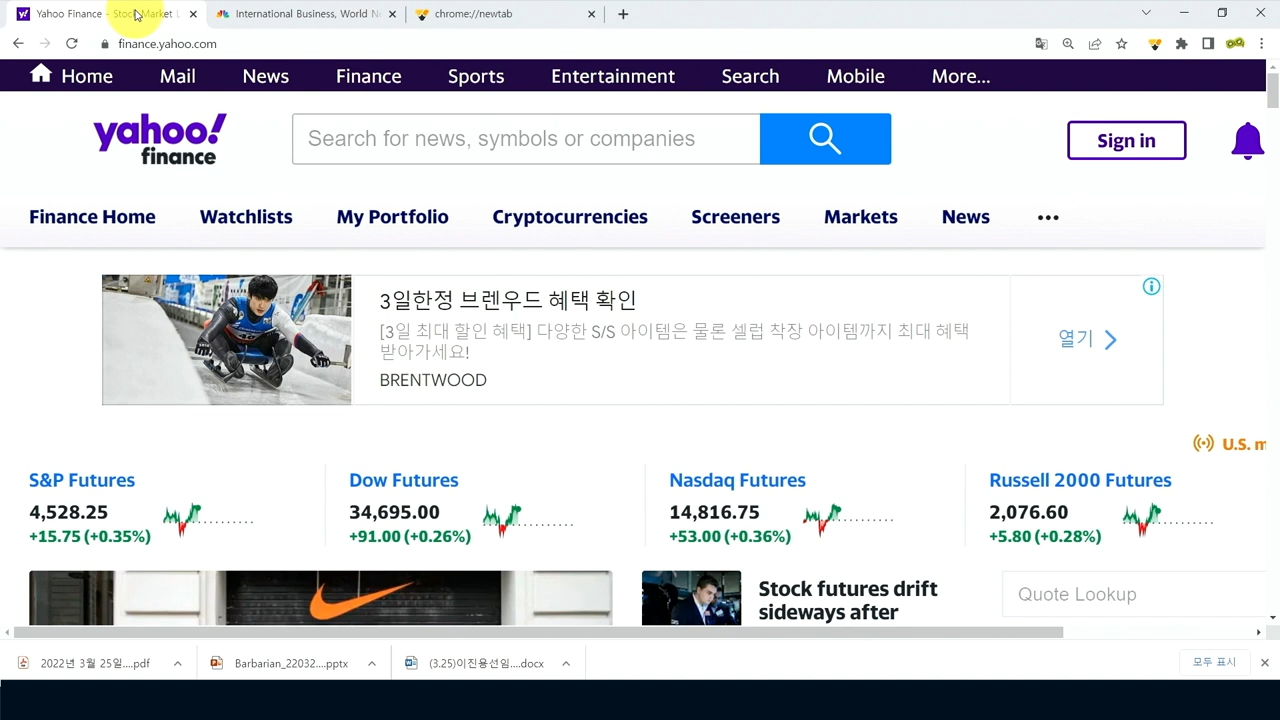 Yahoo Finance - Stock Market L
International Business, World Ne
chrome://newtab
finance.yahoo.com
Home Mail News Finance Sports Entertainment Search Mobile More...
yahoo!
finance
Search for news, symbols or companies
Sign in
Finance Home Watchlists My Portfolio Cryptocurrencies Screeners Markets News
3일한정 브렌우드 혜택 확인
[3일 최대 할인 혜택] 다양한 S/S 아이템은 물론 셀럽 착장 아이템까지 최대 혜택
받아가세요!
BRENTWOOD
열기
U.S. m
S&P Futures
4,528.25
+15.75 (+0.35%)
Dow Futures
34,695.00
+91.00 (+0.26%)
Nasdaq Futures
14,816.75
+53.00 (+0.36%)
Russell 2000 Futures
2,076.60
+5.80 (+0.28%)
Stock futures drift
sideways after
Quote Lookup
2022년 3월 25일....pdf
Barbarian_22032....pptx
(3.25)이진용선임....docx
모두 표시